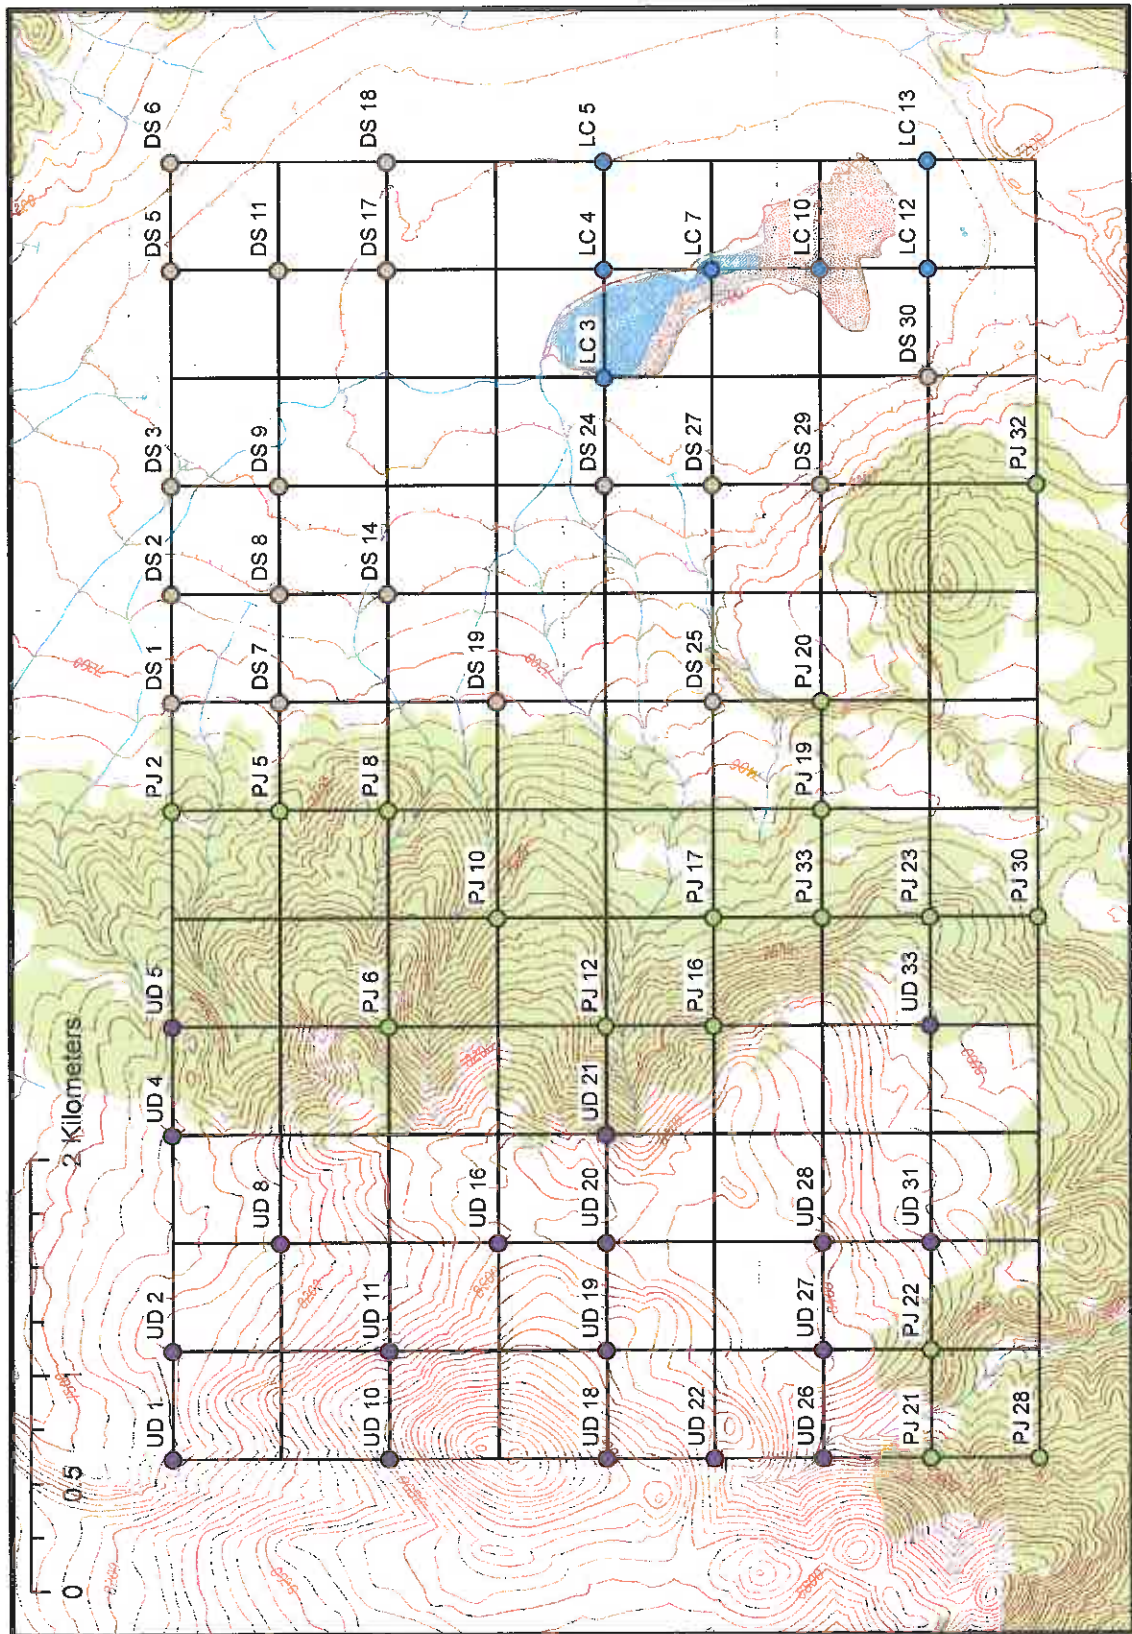 0 0.5 1 2 Kilometers
UD 1 UD 2 UD 4 UD 5 PJ 2 DS 1 DS 2 DS 3 DS 5 DS 6
7200
UD 8 PJ 5 DS 7 DS 8 DS 9 DS 11
UD 10 UD 11 PJ 6 PJ 8 DS 14 DS 17 DS 18
UD 16 PJ 10 DS 19
UD 18 UD 19 UD 20 UD 21 PJ 12 DS 24 LC 3 LC 4 LC 5
UD 22 PJ 16 PJ 17 DS 25 DS 27 LC 7
UD 26 UD 27 UD 28 PJ 33 PJ 19 PJ 20 DS 29 LC 10
PJ 21 PJ 22 UD 31 UD 33 PJ 23 DS 30 LC 12 LC 13
PJ 28 PJ 30 PJ 32